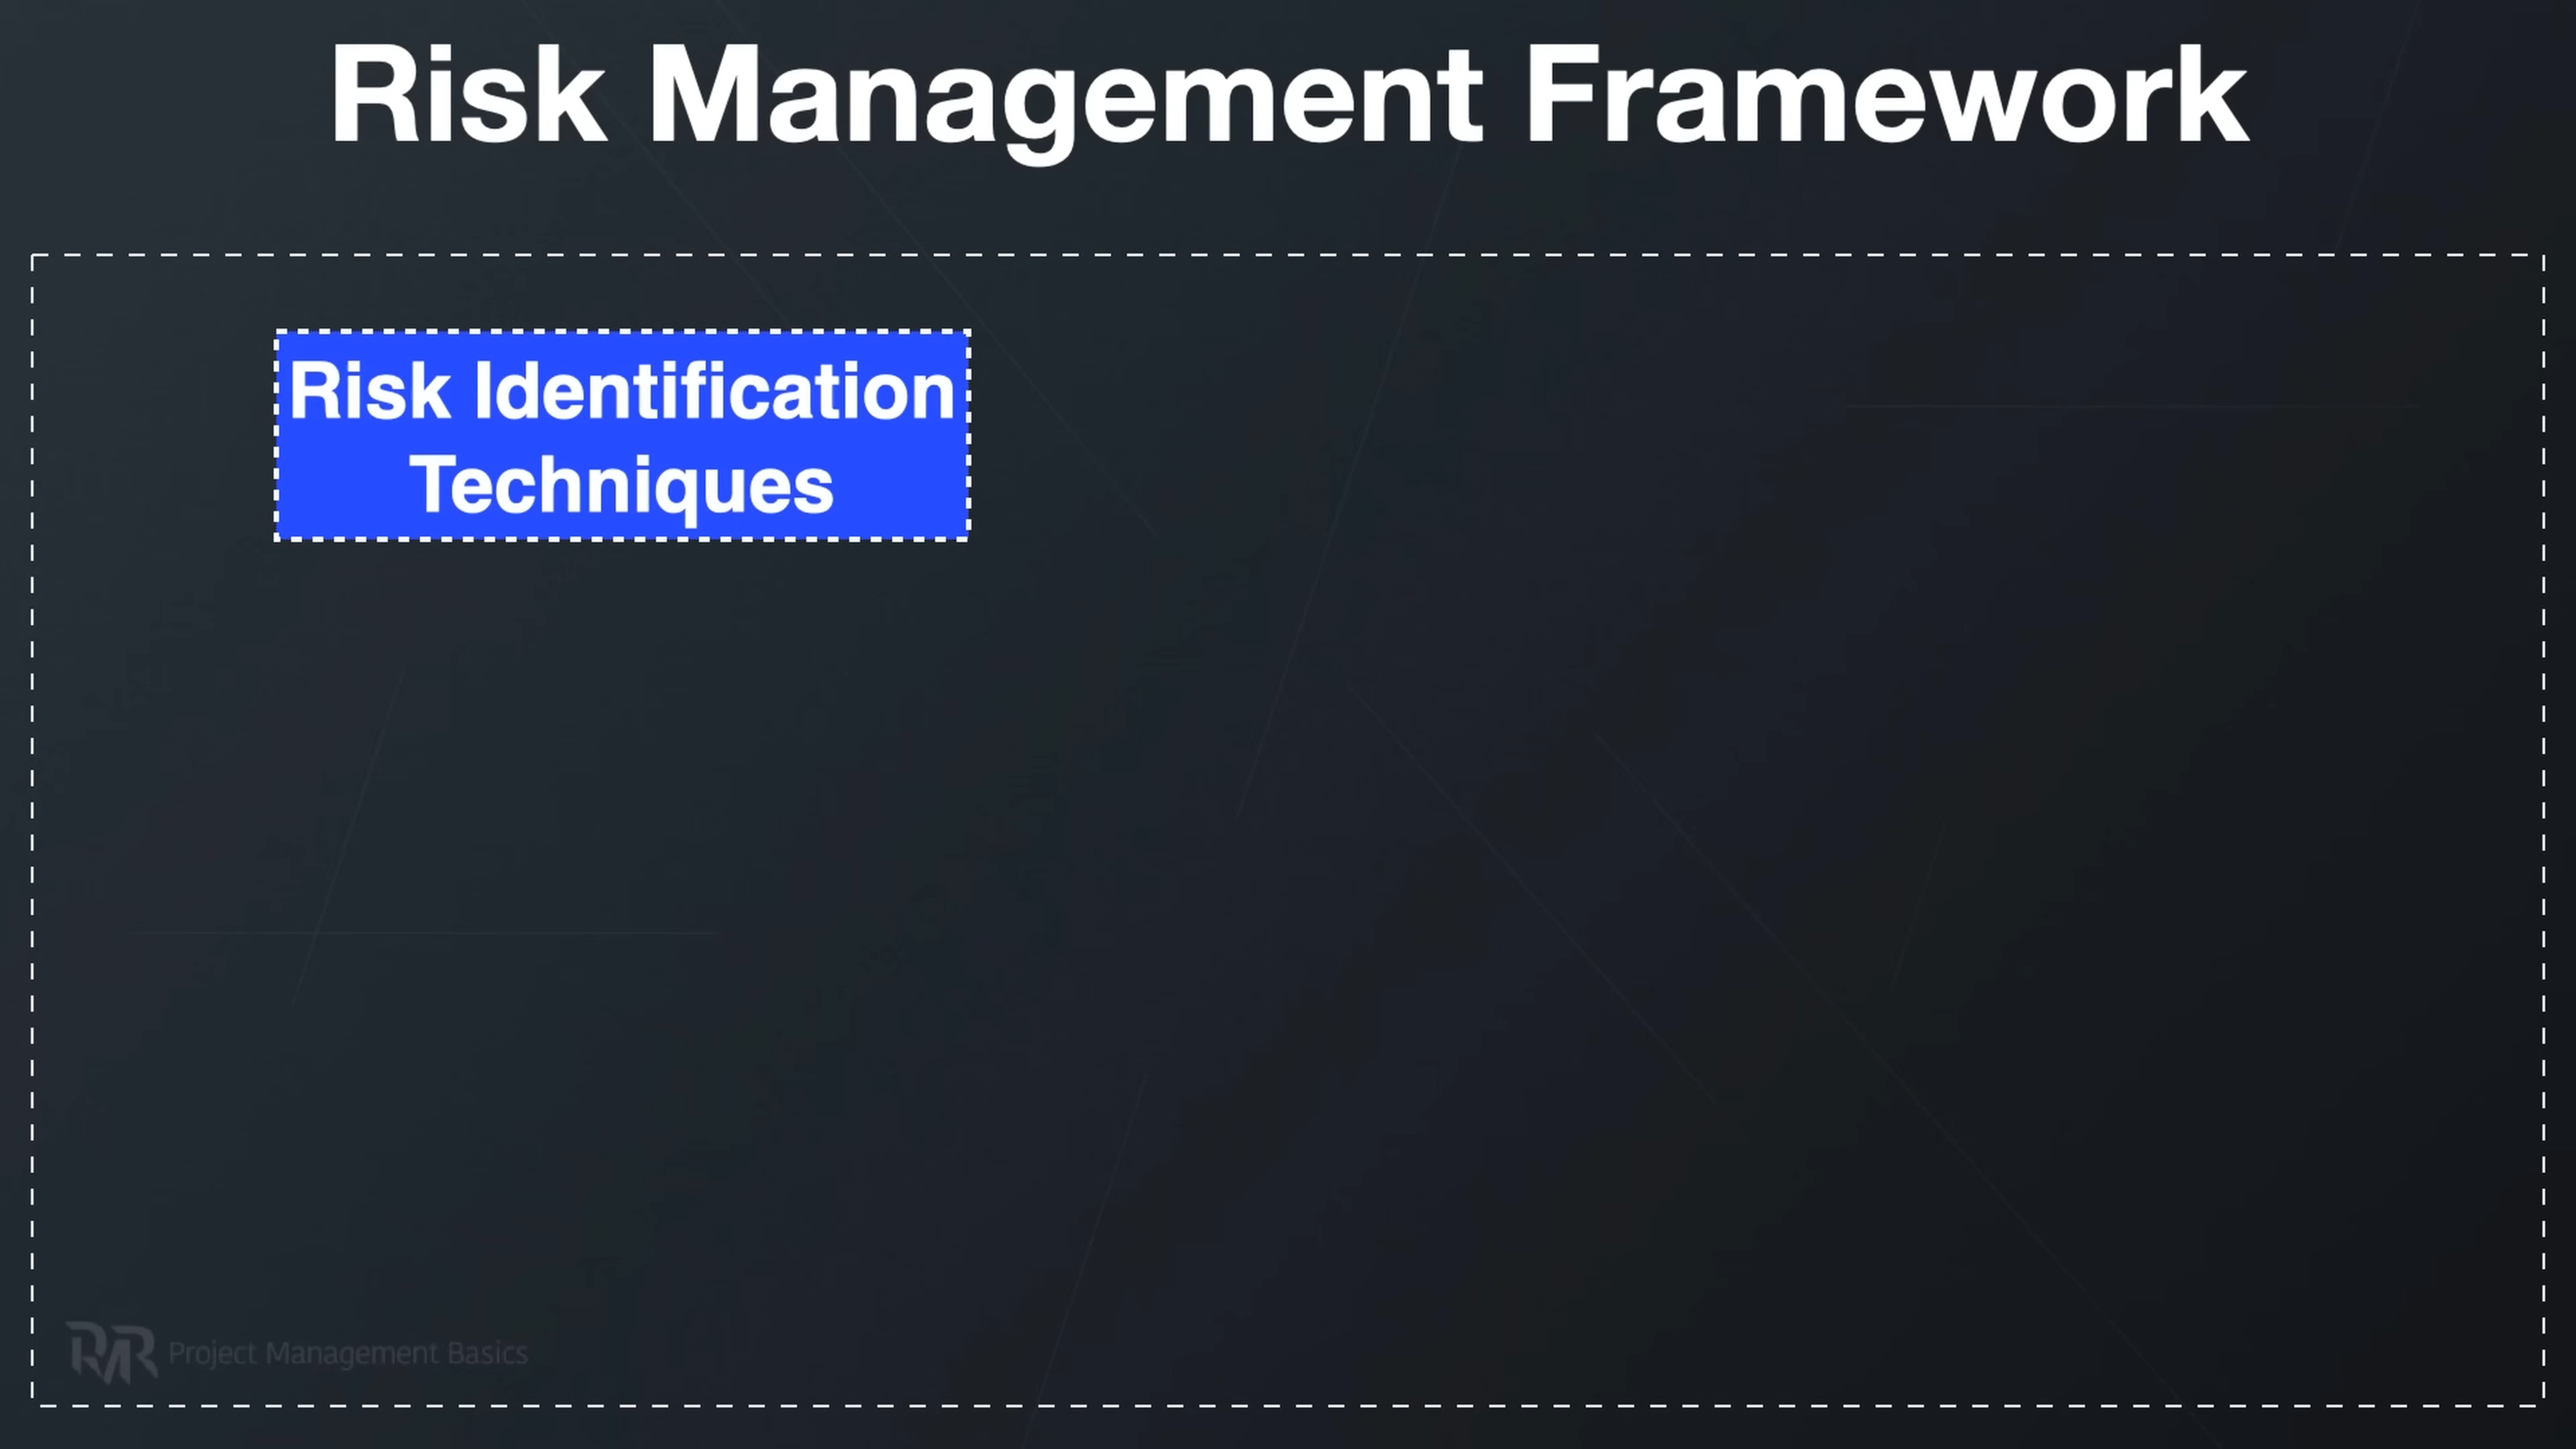 Risk Management Framework
Risk Identification
Techniques
Project Management Basics